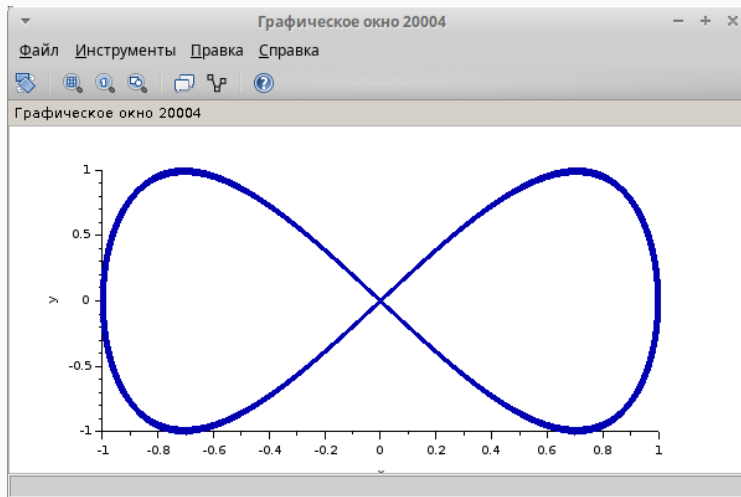 Графическое окно 20004
Файл Инструменты Правка Справка
Графическое окно 20004
1
0.5
y
0
-0.5
-1
-1 -0.8 -0.6 -0.4 -0.2 0 0.2 0.4 0.6 0.8 1